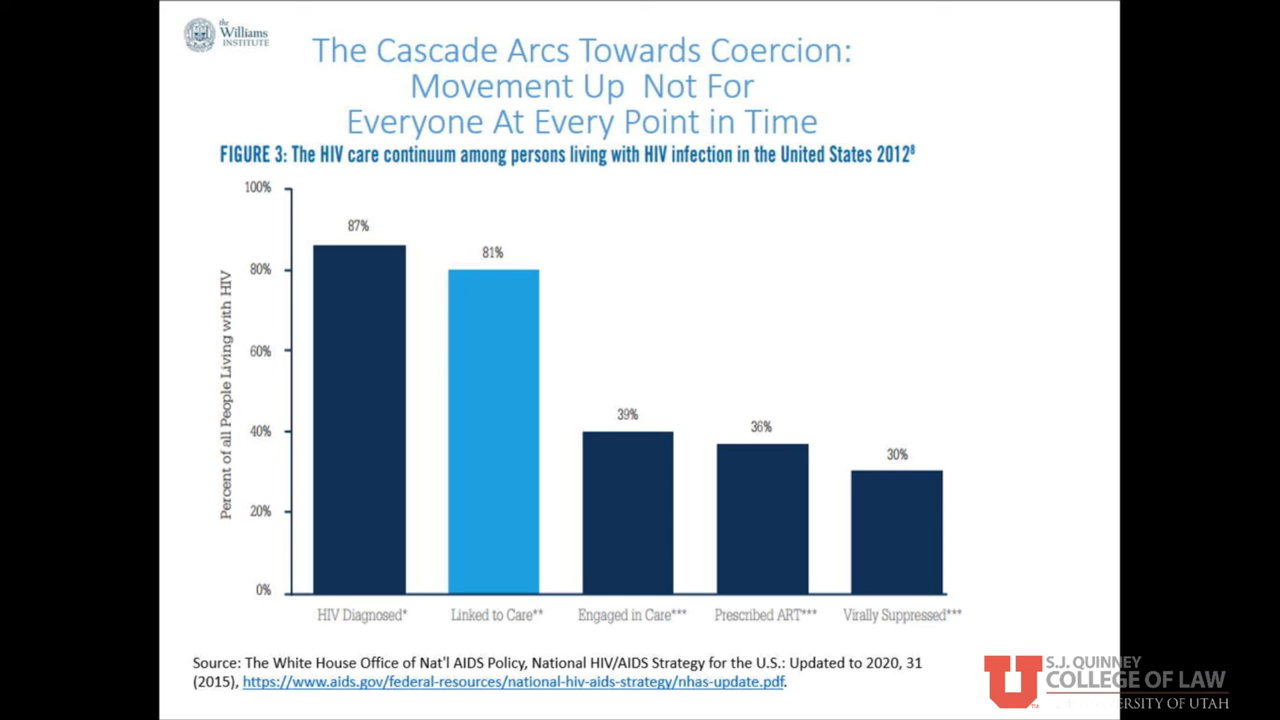 the
Williams
INSTITUTE
The Cascade Arcs Towards Coercion:
Movement Up Not For
Everyone At Every Point in Time
FIGURE 3: The HIV care continuum among persons living with HIV infection in the United States 2012⁸
Percent of all People Living with HIV
100%
80%
60%
40%
20%
0%
87%
81%
39%
36%
30%
HIV Diagnosed* Linked to Care** Engaged in Care*** Prescribed ART*** Virally Suppressed***
Source: The White House Office of Nat'l AIDS Policy, National HIV/AIDS Strategy for the U.S.: Updated to 2020, 31
(2015), https://www.aids.gov/federal-resources/national-hiv-aids-strategy/nhas-update.pdf.
S.J. QUINNEY
COLLEGE OF LAW
UNIVERSITY OF UTAH